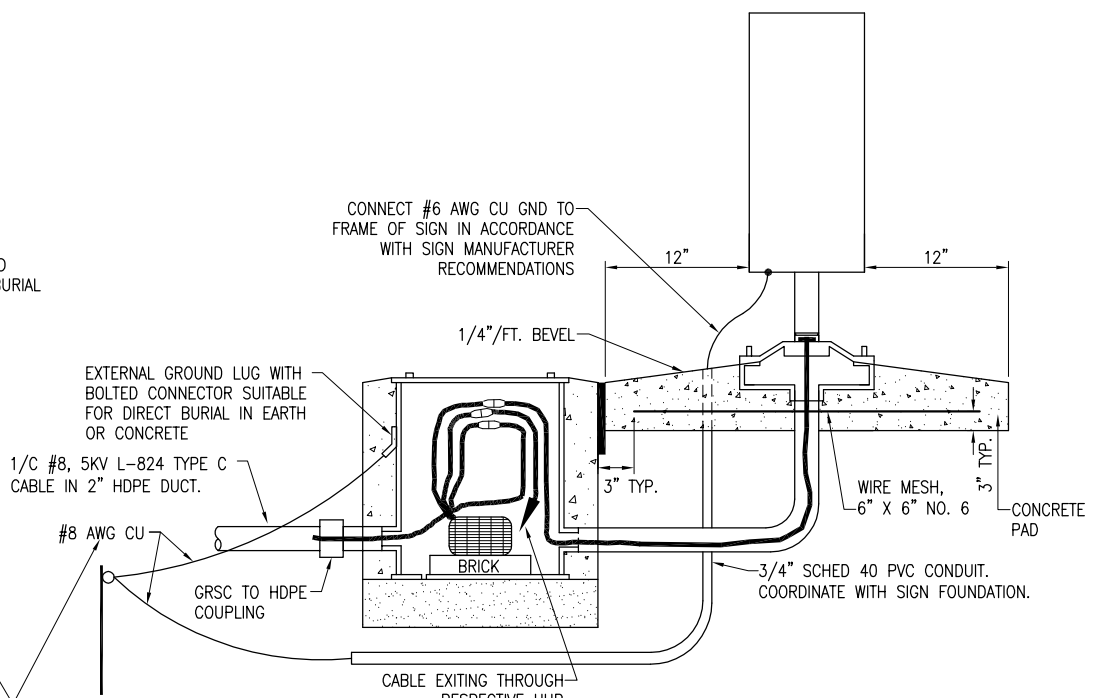 BURIAL
CONNECT #6 AWG CU GND TO
FRAME OF SIGN IN ACCORDANCE
WITH SIGN MANUFACTURER
RECOMMENDATIONS
12"
12"
1/4"/FT. BEVEL
EXTERNAL GROUND LUG WITH
BOLTED CONNECTOR SUITABLE
FOR DIRECT BURIAL IN EARTH
OR CONCRETE
1/C #8, 5KV L-824 TYPE C
CABLE IN 2" HDPE DUCT.
#8 AWG CU
GRSC TO HDPE
COUPLING
BRICK
3" TYP.
3" TYP.
WIRE MESH,
6" X 6" NO. 6
CONCRETE
PAD
3/4" SCHED 40 PVC CONDUIT.
COORDINATE WITH SIGN FOUNDATION.
CABLE EXITING THROUGH
RESPECTIVE HUB